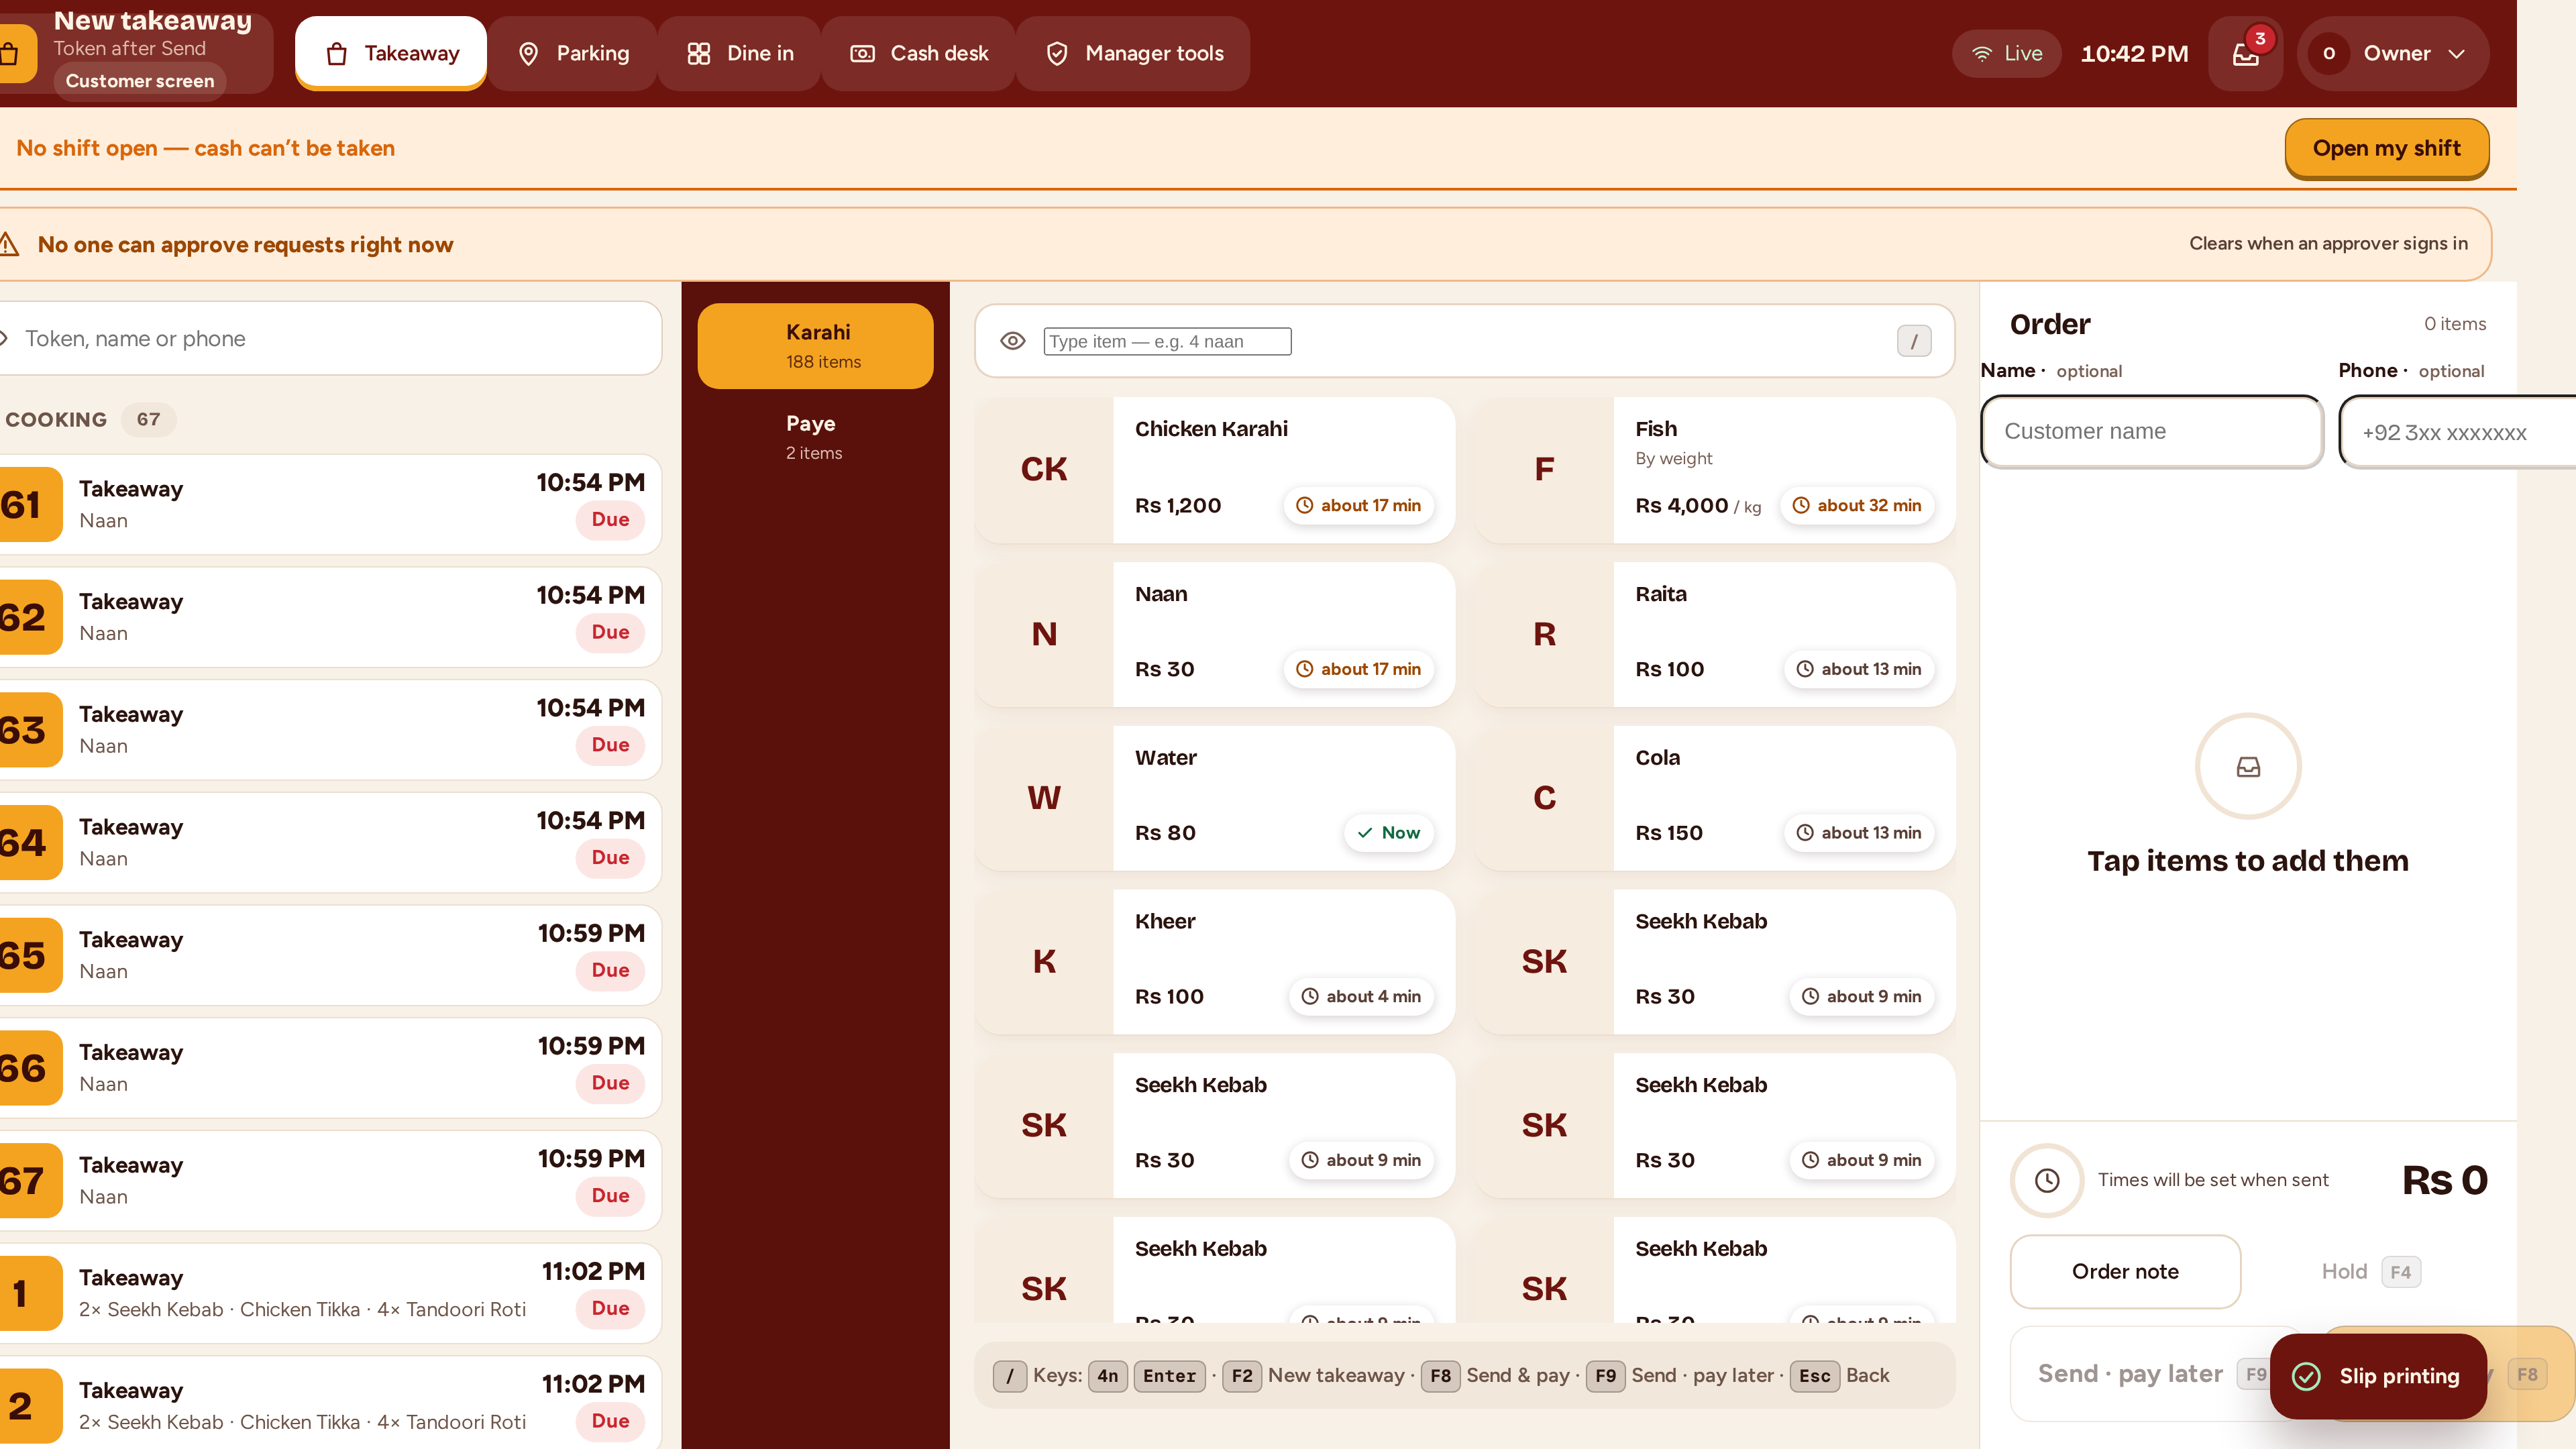 New takeaway
Token after Send
Customer screen
Takeaway
Parking
Dine in
Cash desk
Manager tools
Live
10:42 PM
3
O
Owner
No shift open — cash can't be taken
Open my shift
No one can approve requests right now
Clears when an approver signs in
Token, name or phone
COOKING 67
61
Takeaway
Naan
10:54 PM
Due
62
Takeaway
Naan
10:54 PM
Due
63
Takeaway
Naan
10:54 PM
Due
64
Takeaway
Naan
10:54 PM
Due
65
Takeaway
Naan
10:59 PM
Due
66
Takeaway
Naan
10:59 PM
Due
67
Takeaway
Naan
10:59 PM
Due
1
Takeaway
2× Seekh Kebab · Chicken Tikka · 4× Tandoori Roti
11:02 PM
Due
2
Takeaway
2× Seekh Kebab · Chicken Tikka · 4× Tandoori Roti
11:02 PM
Due
Karahi
188 items
Paye
2 items
Type item — e.g. 4 naan
/
CK
Chicken Karahi
Rs 1,200
about 17 min
F
Fish
By weight
Rs 4,000 / kg
about 32 min
N
Naan
Rs 30
about 17 min
R
Raita
Rs 100
about 13 min
W
Water
Rs 80
Now
C
Cola
Rs 150
about 13 min
K
Kheer
Rs 100
about 4 min
SK
Seekh Kebab
Rs 30
about 9 min
SK
Seekh Kebab
Rs 30
about 9 min
SK
Seekh Kebab
Rs 30
about 9 min
SK
Seekh Kebab
Rs 30
about 9 min
SK
Seekh Kebab
Rs 30
about 9 min
/ Keys: 4n Enter · F2 New takeaway · F8 Send & pay · F9 Send · pay later · Esc Back
Order
0 items
Name · optional
Phone · optional
Customer name
+92 3xx xxxxxxx
Tap items to add them
Times will be set when sent
Rs 0
Order note
Hold F4
Send · pay later F9
F8
Slip printing